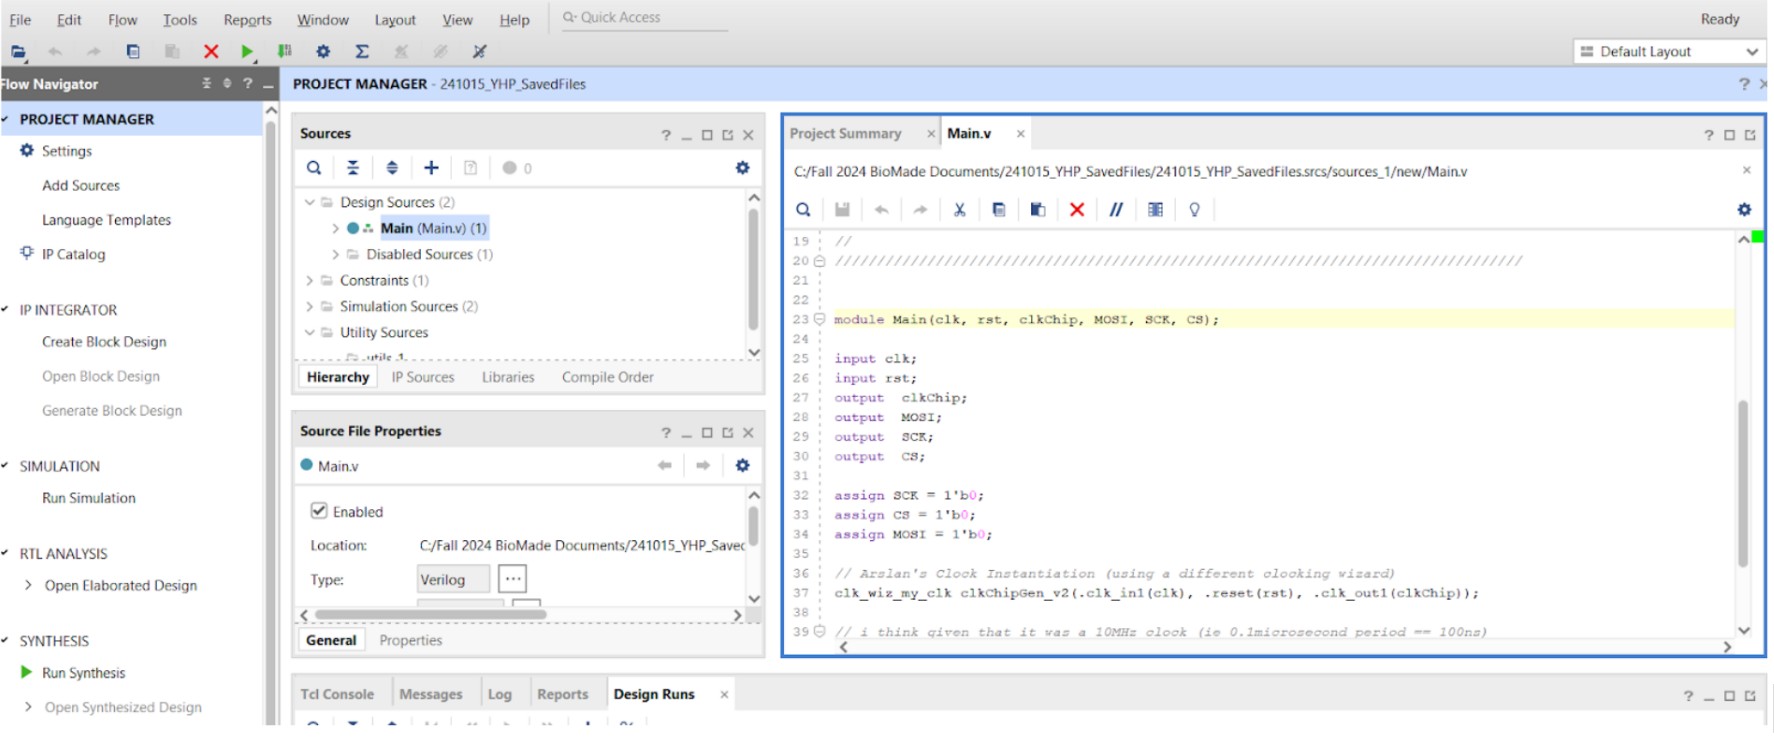 File Edit Flow Tools Reports Window Layout View Help Quick Access Ready
Default Layout
Flow Navigator
PROJECT MANAGER
Settings
Add Sources
Language Templates
IP Catalog
IP INTEGRATOR
Create Block Design
Open Block Design
Generate Block Design
SIMULATION
Run Simulation
RTL ANALYSIS
Open Elaborated Design
SYNTHESIS
Run Synthesis
Open Synthesized Design
PROJECT MANAGER - 241015_YHP_SavedFiles
Sources
0
Design Sources (2)
Main (Main.v) (1)
Disabled Sources (1)
Constraints (1)
Simulation Sources (2)
Utility Sources
utils_1
Hierarchy IP Sources Libraries Compile Order
Source File Properties
Main.v
Enabled
Location: C:/Fall 2024 BioMade Documents/241015_YHP_Saved
Type: Verilog ...
General Properties
Project Summary Main.v
C:/Fall 2024 BioMade Documents/241015_YHP_SavedFiles/241015_YHP_SavedFiles.srcs/sources_1/new/Main.v
19 //
20 //////////////////////////////////////////////////////////////////////////////////
21
22
23 module Main(clk, rst, clkChip, MOSI, SCK, CS);
24
25 input clk;
26 input rst;
27 output  clkChip;
28 output  MOSI;
29 output  SCK;
30 output  CS;
31
32 assign SCK = 1'b0;
33 assign CS = 1'b0;
34 assign MOSI = 1'b0;
35
36 // Arslan's Clock Instantiation (using a different clocking wizard)
37 clk_wiz_my_clk clkChipGen_v2(.clk_in1(clk), .reset(rst), .clk_out1(clkChip));
38
39 // i think given that it was a 10MHz clock (ie 0.1microsecond period == 100ns)
Tcl Console Messages Log Reports Design Runs